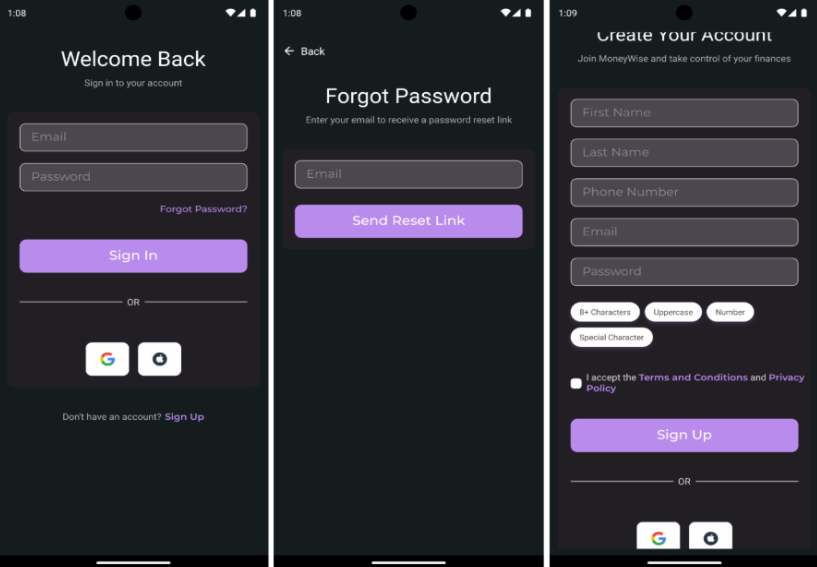 1:08
Welcome Back
Sign in to your account
Email
Password
Forgot Password?
Sign In
OR
Don't have an account? Sign Up
1:08
Back
Forgot Password
Enter your email to receive a password reset link
Email
Send Reset Link
1:09
Create Your Account
Join MoneyWise and take control of your finances
First Name
Last Name
Phone Number
Email
Password
8+ Characters
Uppercase
Number
Special Character
I accept the Terms and Conditions and Privacy
Policy
Sign Up
OR